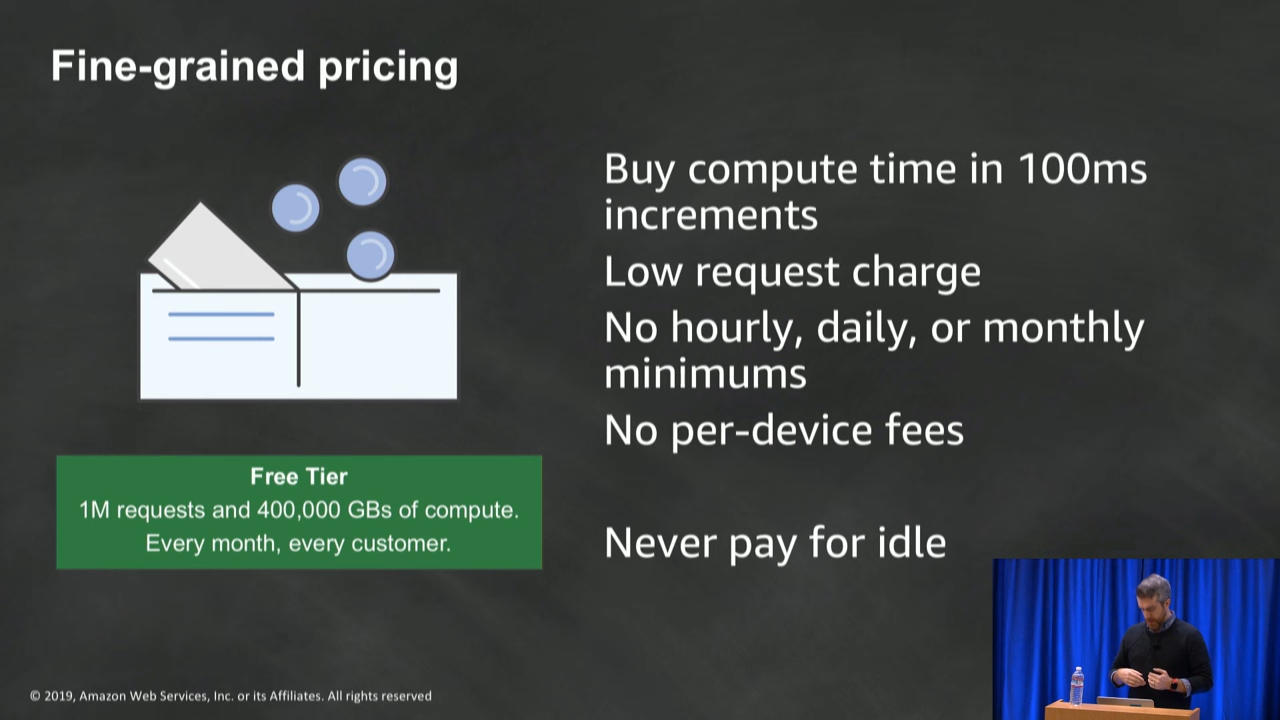 Fine-grained pricing
Buy compute time in 100ms
increments
Low request charge
No hourly, daily, or monthly
minimums
No per-device fees
Never pay for idle
Free Tier
1M requests and 400,000 GBs of compute.
Every month, every customer.
© 2019, Amazon Web Services, Inc. or its Affiliates. All rights reserved